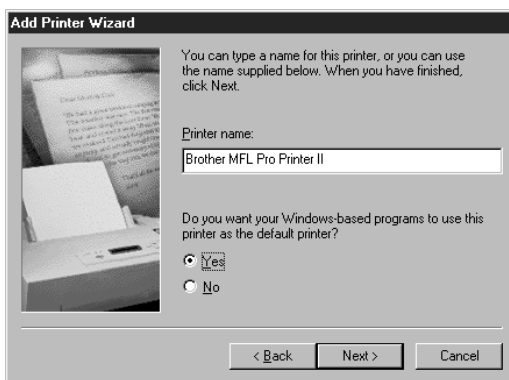 Add Printer Wizard
You can type a name for this printer, or you can use
the name supplied below. When you have finished,
click Next.
Printer name:
Brother MFL Pro Printer II
Do you want your Windows-based programs to use this
printer as the default printer?
Yes
No
< Back
Next >
Cancel